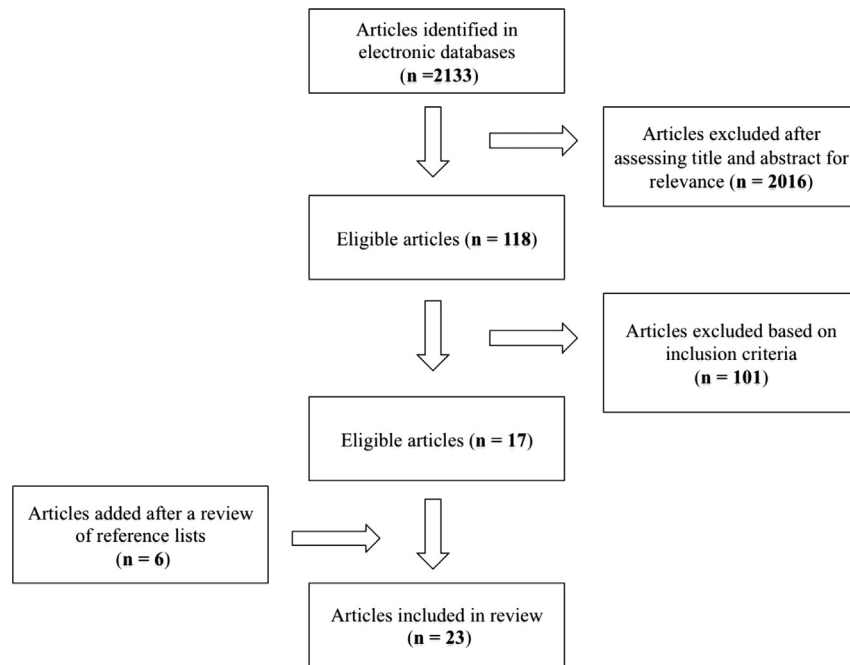 Articles identified in
electronic databases
(n =2133)
Articles excluded after
assessing title and abstract for
relevance (n = 2016)
Eligible articles (n = 118)
Articles excluded based on
inclusion criteria
(n = 101)
Eligible articles (n = 17)
Articles added after a review
of reference lists
(n = 6)
Articles included in review
(n = 23)